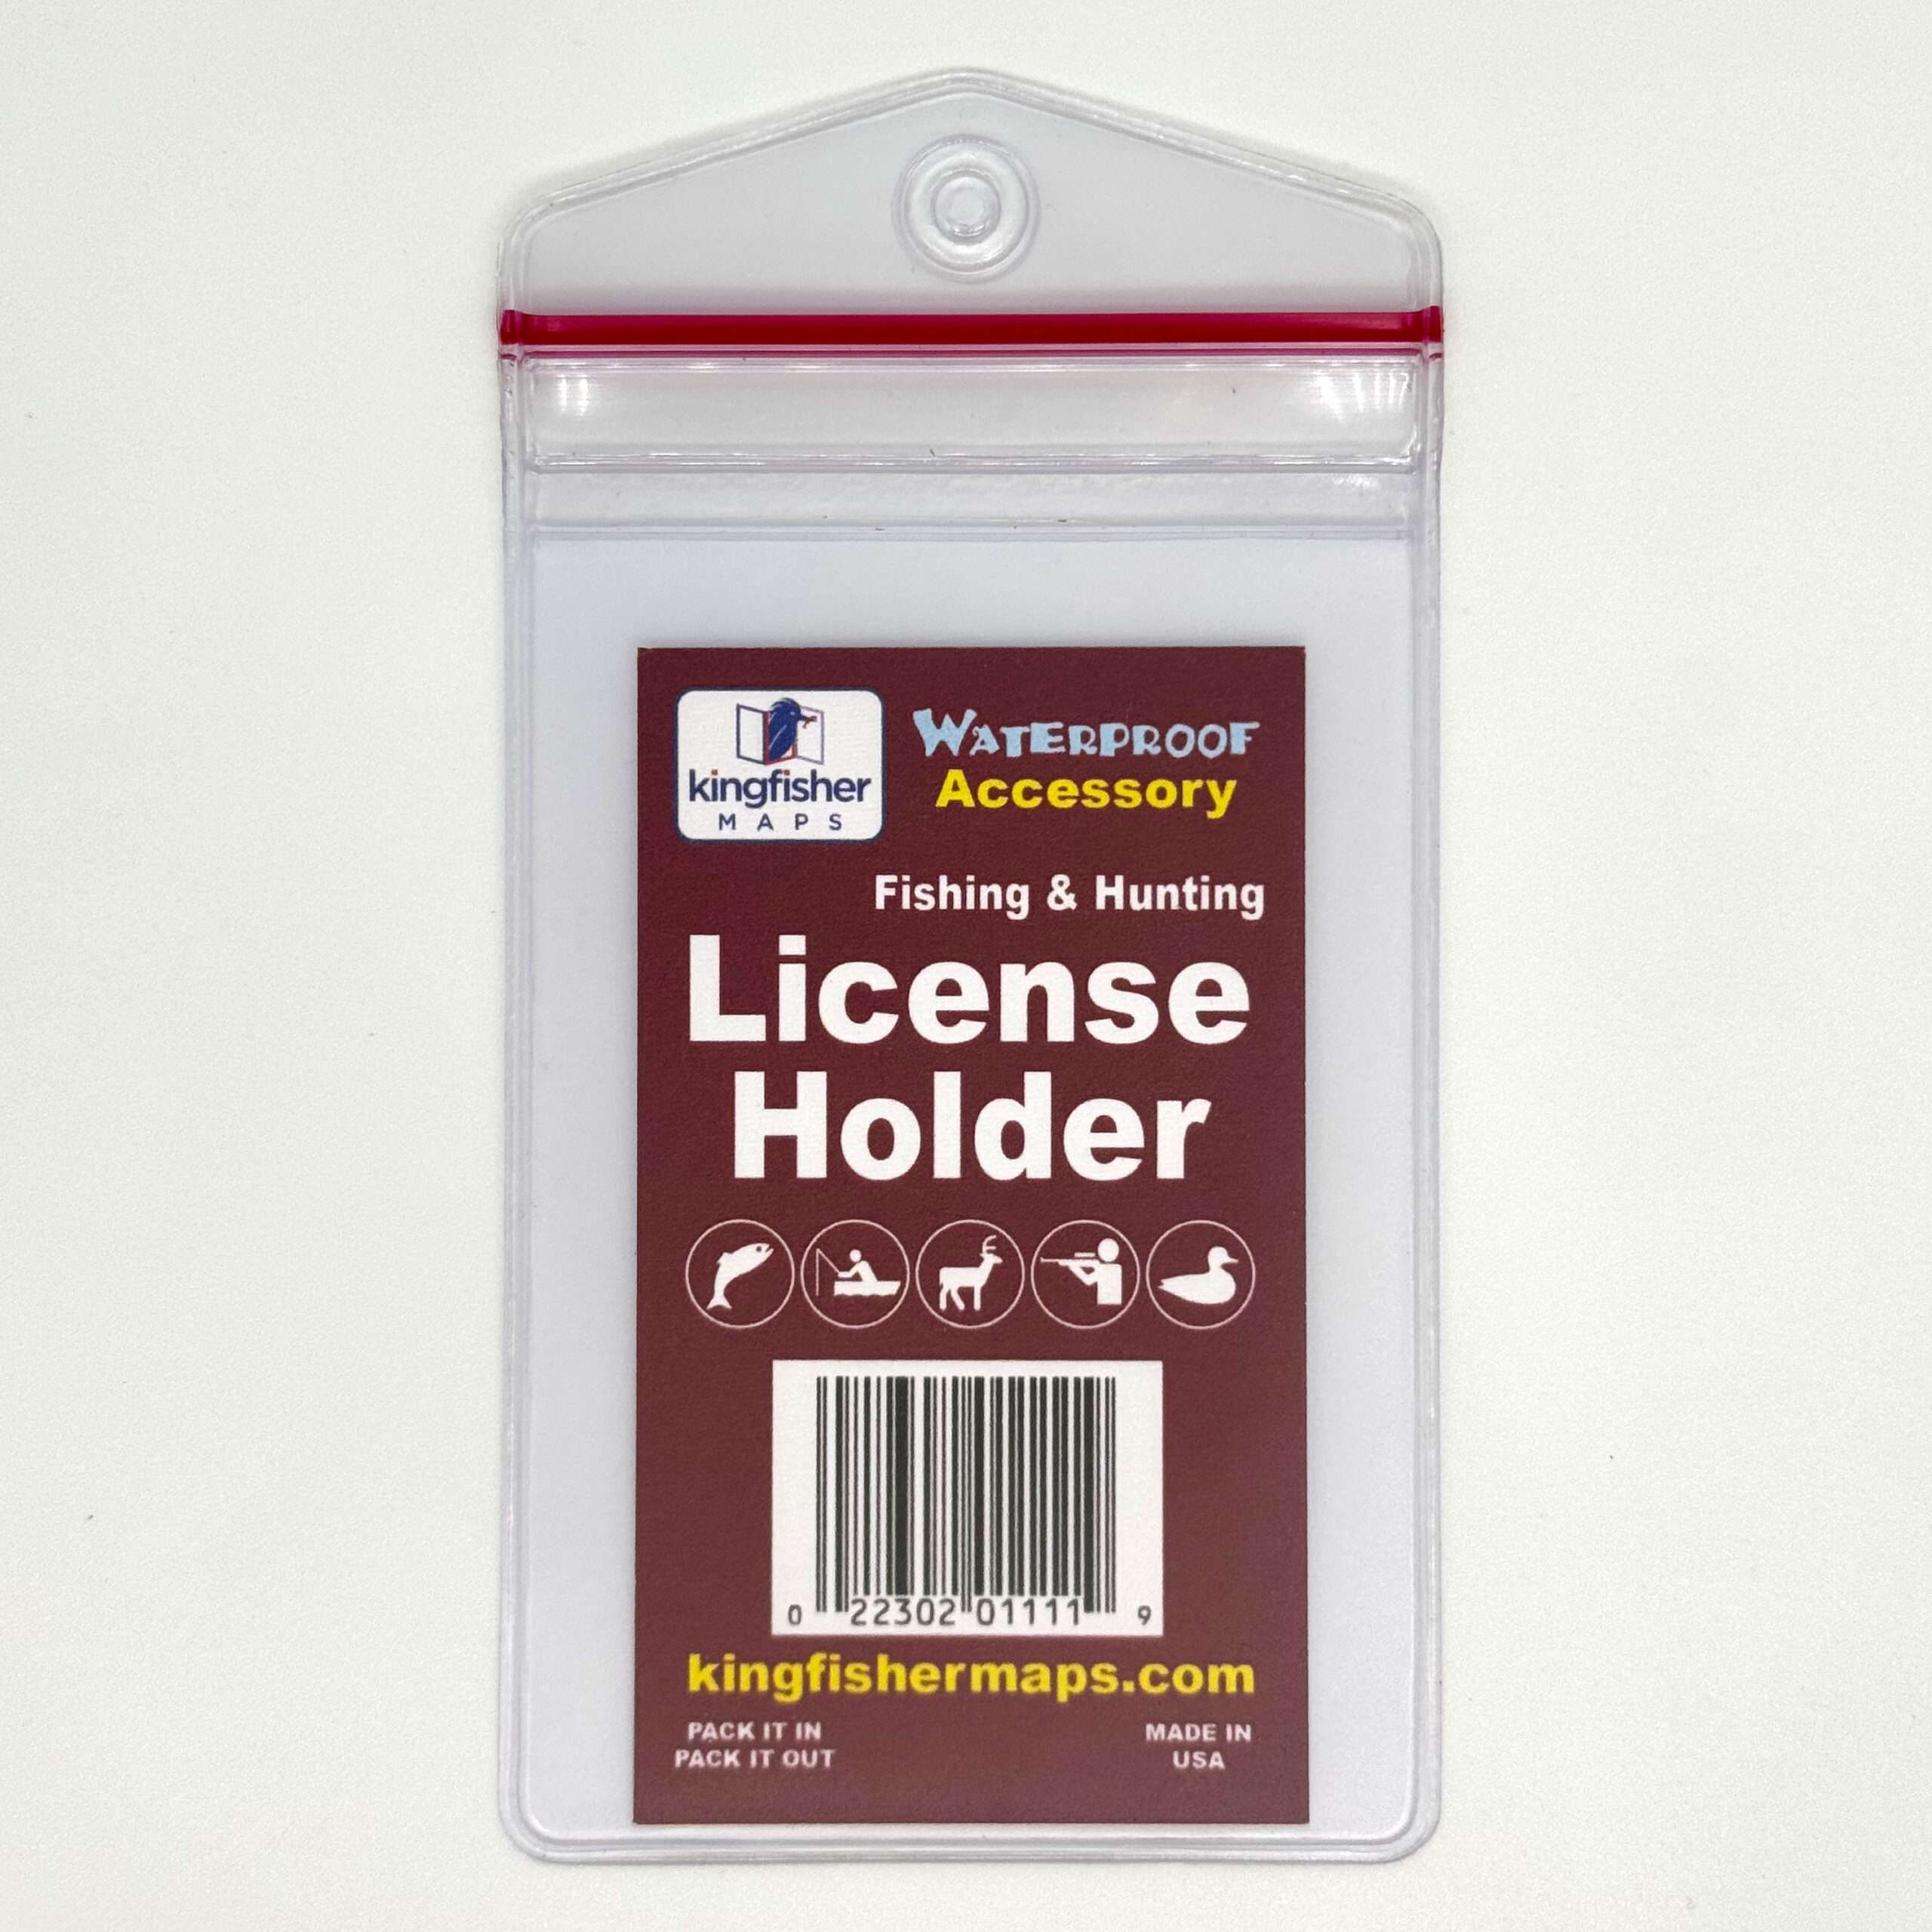 kingfisher
MAPS
WATERPROOF
Accessory
Fishing & Hunting
License
Holder
0 22302 01111 9
kingfishermaps.com
PACK IT IN
PACK IT OUT
MADE IN
USA